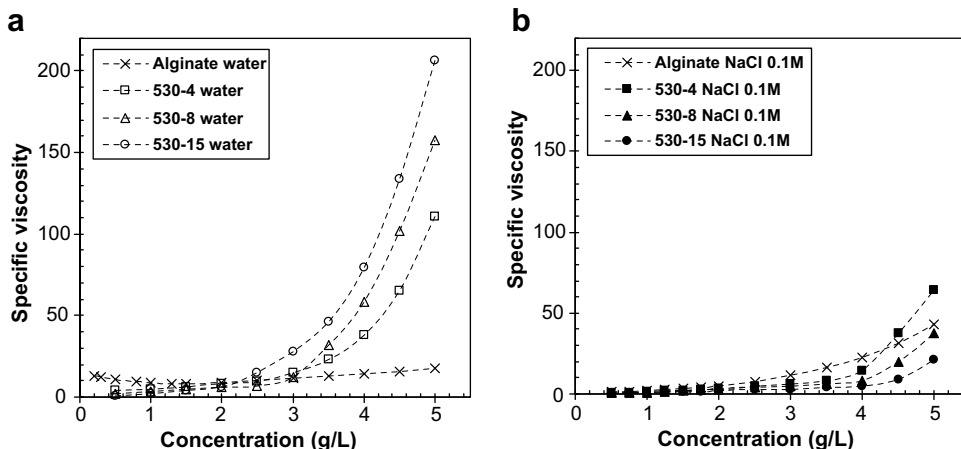 a
Alginate water
530-4 water
530-8 water
530-15 water
200
150
100
50
0
Specific viscosity
0 1 2 3 4 5
Concentration (g/L)
b
Alginate NaCl 0.1M
530-4 NaCl 0.1M
530-8 NaCl 0.1M
530-15 NaCl 0.1M
200
150
100
50
0
Specific viscosity
0 1 2 3 4 5
Concentration (g/L)